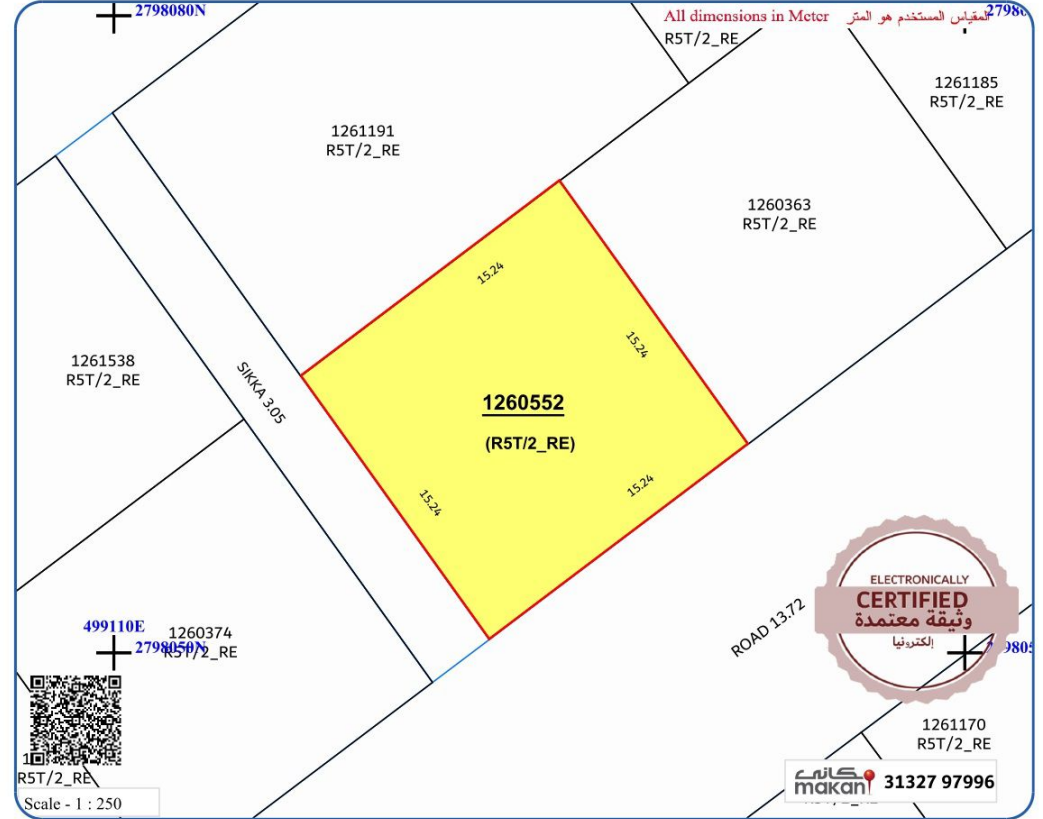 2798080N
All dimensions in Meter المقياس المستخدم هو المتر
R5T/2_RE
1261185
R5T/2_RE
1261191
R5T/2_RE
1260363
R5T/2_RE
15.24
15.24
1261538
R5T/2_RE
SIKKA 3.05
1260552
(R5T/2_RE)
15.24
15.24
ELECTRONICALLY
CERTIFIED
وثيقة معتمدة
إلكترونيا
ROAD 13.72
499110E
1260374
2798050N
R5T/2_RE
1261170
R5T/2_RE
R5T/2_RE
مكاني
makani
31327 97996
Scale - 1 : 250